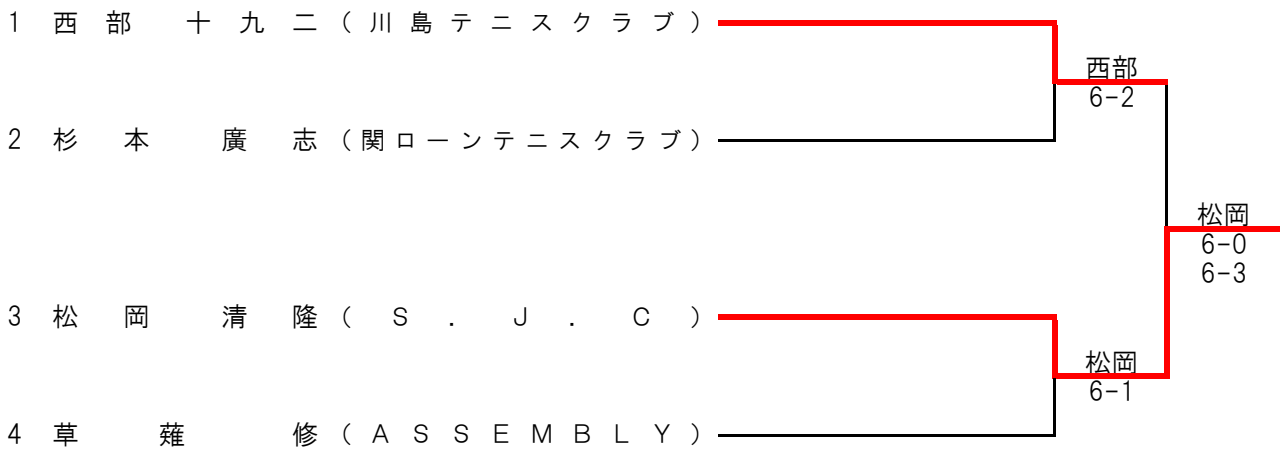 1 西部 十九二 (川島テニスクラブ)
西部
6-2
2 杉本 廣志 (関ローンテニスクラブ)
松岡
6-0
6-3
3 松岡 清隆 (S.J.C)
松岡
6-1
4 草薙 修 (ASSEMBLY)